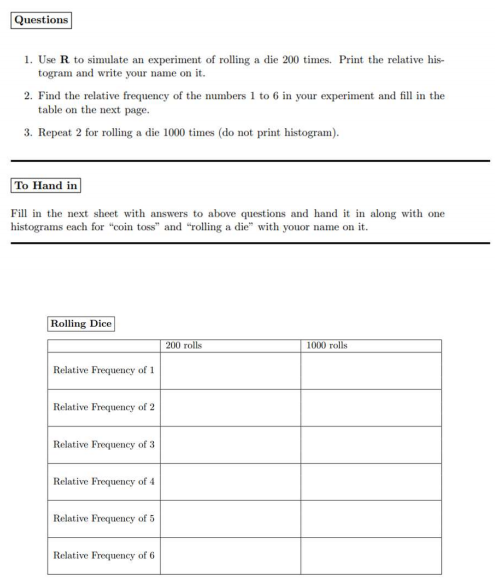 Questions
1. Use R to simulate an experiment of rolling a die 200 times. Print the relative his-
togram and write your name on it.
2. Find the relative frequency of the numbers 1 to 6 in your experiment and fill in the
table on the next page.
3. Repeat 2 for rolling a die 1000 times (do not print histogram).
To Hand in
Fill in the next sheet with answers to above questions and hand it in along with one
histograms each for “coin toss” and “rolling a die” with youor name on it.
Rolling Dice
200 rolls 1000 rolls
Relative Frequency of 1
Relative Frequency of 2
Relative Frequency of 3
Relative Frequency of 4
Relative Frequency of 5
Relative Frequency of 6